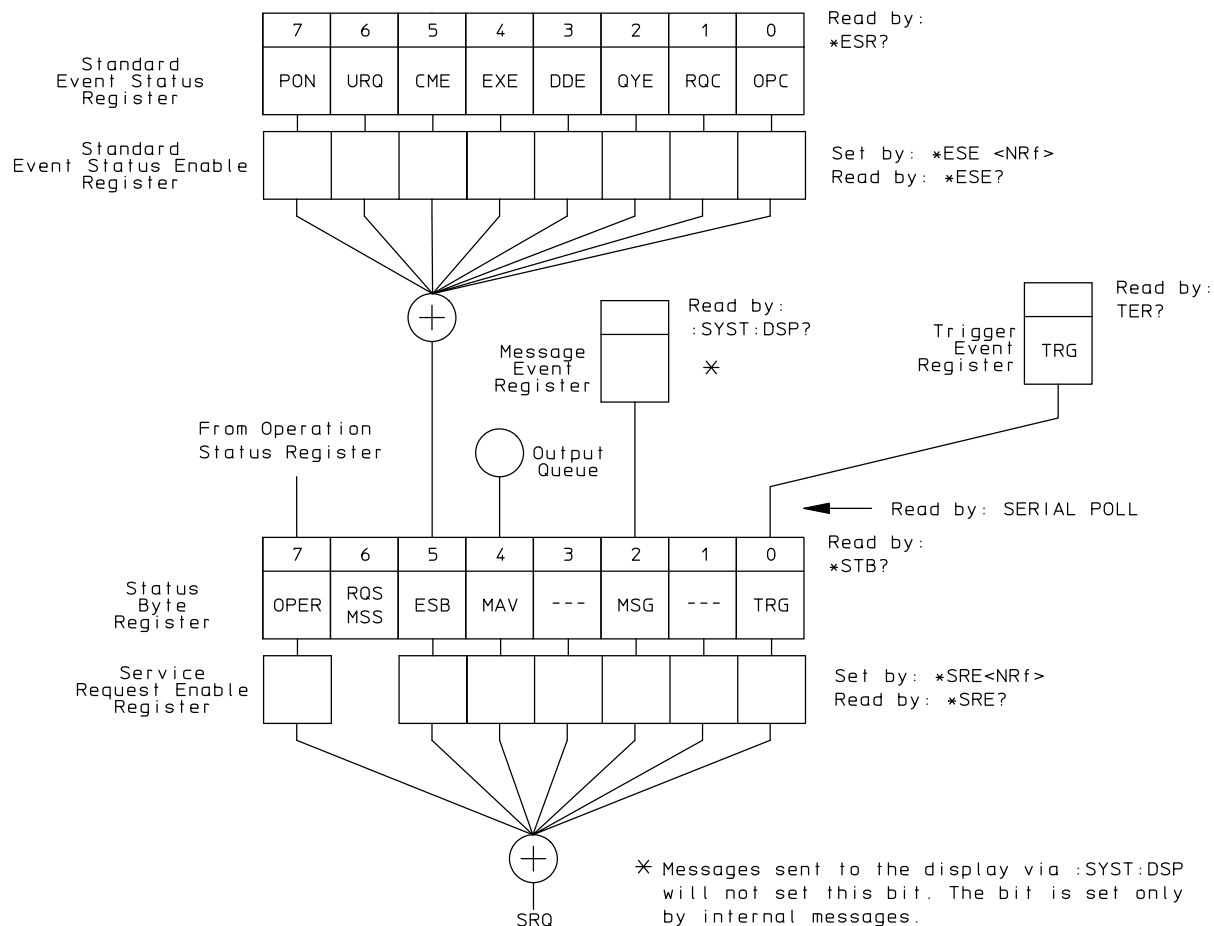 7 6 5 4 3 2 1 0
Read by:
*ESR?
Standard
Event Status
Register
PON URQ CME EXE DDE QYE RQC OPC
Standard
Event Status Enable
Register
Set by: *ESE <NRf>
Read by: *ESE?
Read by:
:SYST:DSP?
Message
Event
Register
*
Read by:
TER?
Trigger
Event
Register
TRG
From Operation
Status Register
Output
Queue
Read by: SERIAL POLL
7 6 5 4 3 2 1 0
Read by:
*STB?
Status
Byte
Register
OPER RQS MSS ESB MAV --- MSG --- TRG
Service
Request Enable
Register
Set by: *SRE<NRf>
Read by: *SRE?
+
+
SRQ
* Messages sent to the display via :SYST:DSP
will not set this bit. The bit is set only
by internal messages.